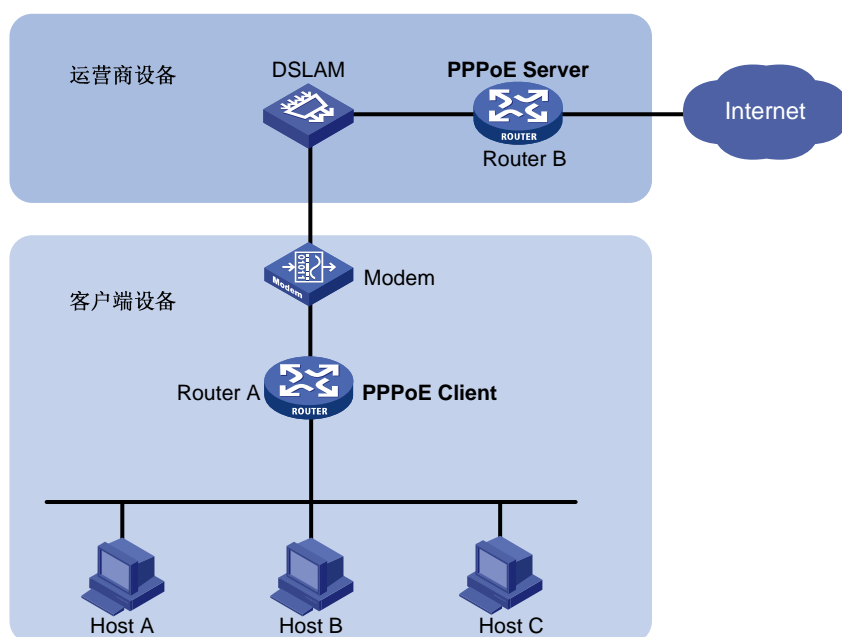 运营商设备
DSLAM
PPPoE Server
ROUTER
Router B
Internet
客户端设备
Modem
Modem
Router A
ROUTER
PPPoE Client
Host A
Host B
Host C